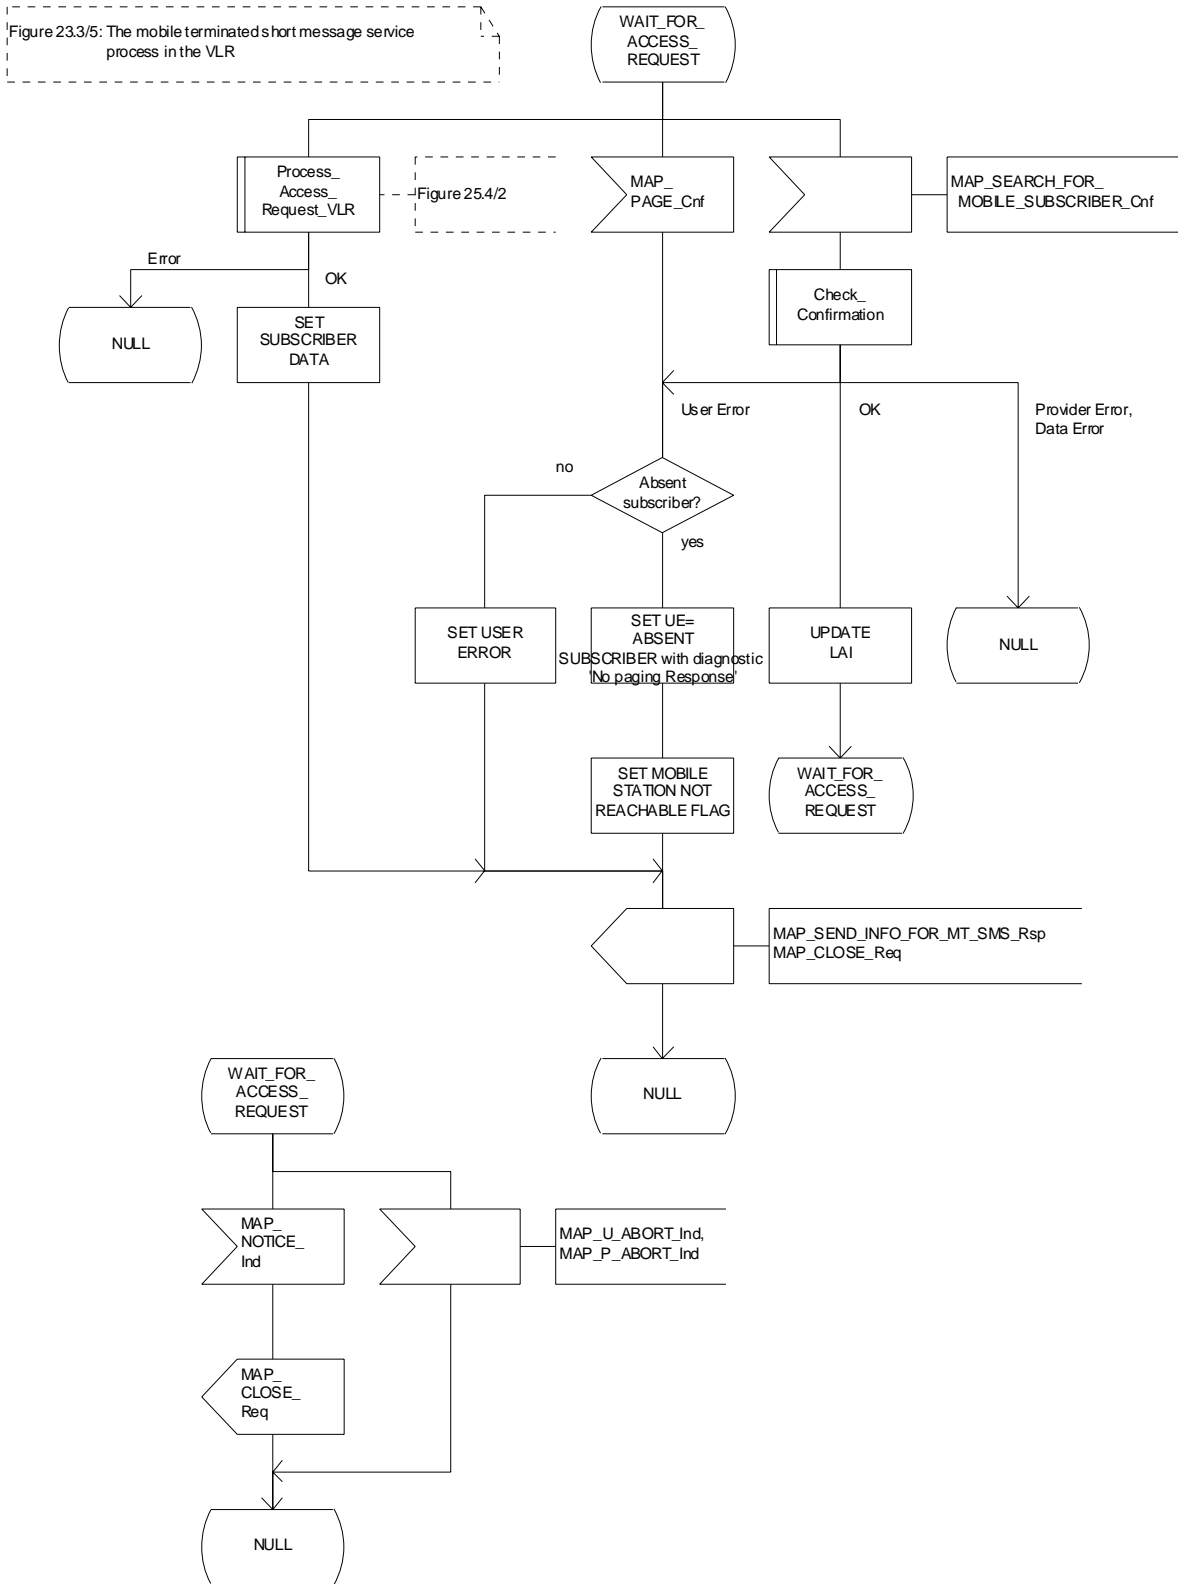 Figure 23.3/5: The mobile terminated short message service
process in the VLR
WAIT_FOR_
ACCESS_
REQUEST
Process_
Access_
Request_VLR
Figure 25.4/2
MAP_
PAGE_Cnf
MAP_SEARCH_FOR_
MOBILE_SUBSCRIBER_Cnf
Error
OK
Check_
Confirmation
NULL
SET
SUBSCRIBER
DATA
User Error
OK
Provider Error,
Data Error
no
Absent
subscriber?
yes
SET USER
ERROR
SET UE=
ABSENT
SUBSCRIBER with diagnostic
'No paging Response'
UPDATE
LAI
NULL
SET MOBILE
STATION NOT
REACHABLE FLAG
WAIT_FOR_
ACCESS_
REQUEST
MAP_SEND_INFO_FOR_MT_SMS_Rsp
MAP_CLOSE_Req
NULL
WAIT_FOR_
ACCESS_
REQUEST
MAP_
NOTICE_
Ind
MAP_U_ABORT_Ind,
MAP_P_ABORT_Ind
MAP_
CLOSE_
Req
NULL